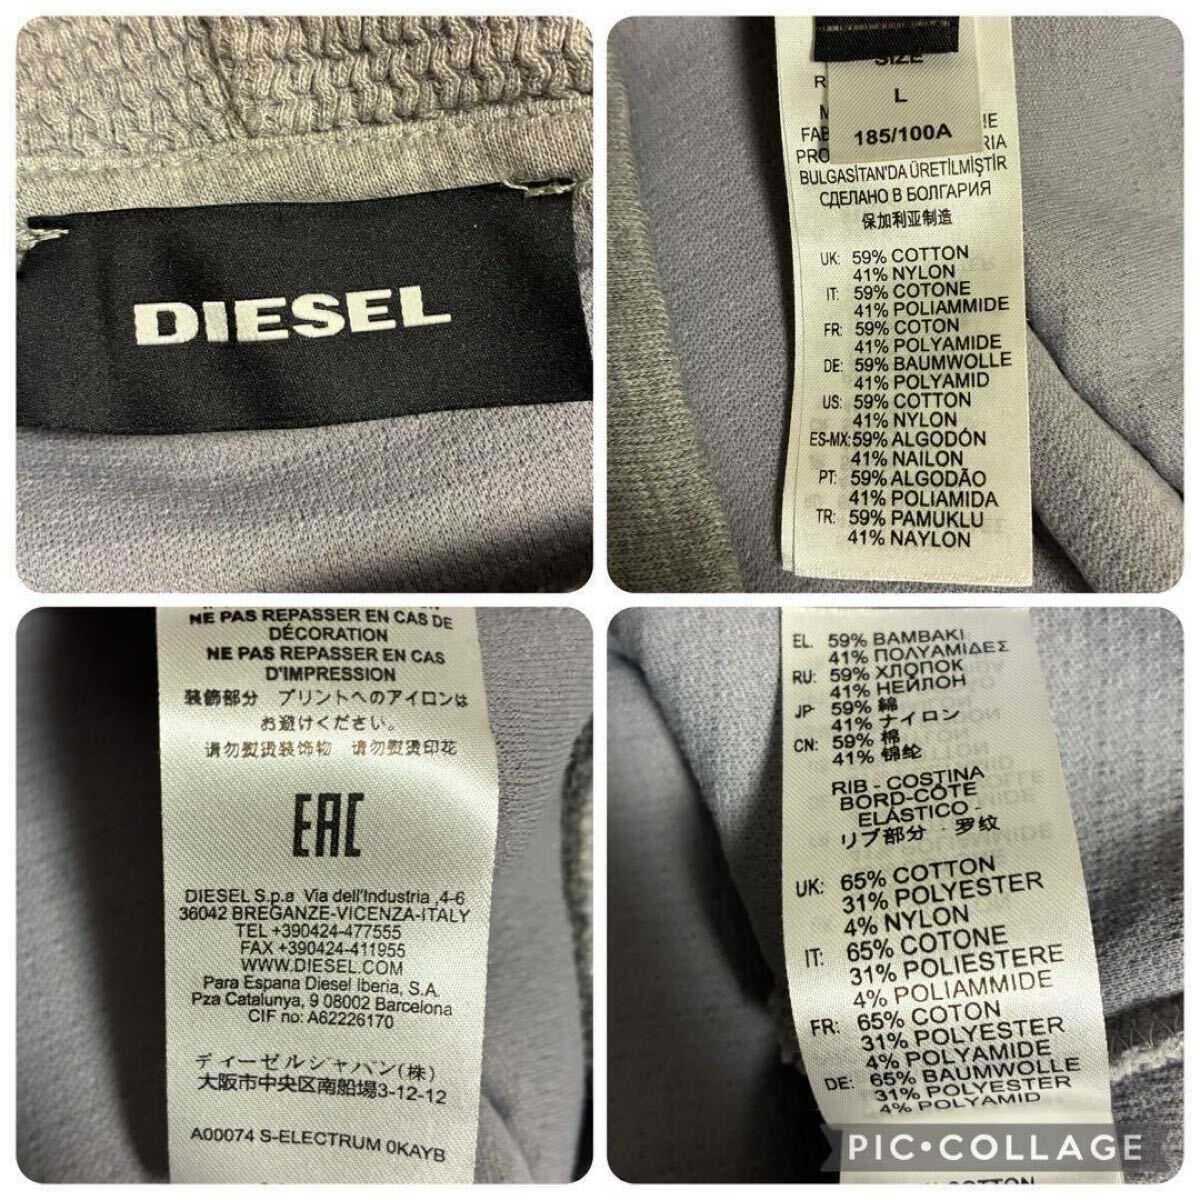 DIESEL
SIZE
L
185/100A
R
M
FAB
PRO
NE
RIA
BULGASİTAN'DA ÜRETİLMİŞTİR
СДЕЛАНО В БОЛГАРИЯ
保加利亚制造
UK: 59% COTTON
41% NYLON
IT: 59% COTONE
41% POLIAMMIDE
FR: 59% COTON
41% POLYAMIDE
DE: 59% BAUMWOLLE
41% POLYAMID
US: 59% COTTON
41% NYLON
ES-MX: 59% ALGODÓN
41% NAILON
PT: 59% ALGODÃO
41% POLIAMIDA
TR: 59% PAMUKLU
41% NAYLON
NE PAS REPASSER EN CAS DE
DÉCORATION
NE PAS REPASSER EN CAS
D'IMPRESSION
装飾部分 プリントへのアイロンは
お避けください。
请勿熨烫装饰物 请勿熨烫印花
EAC
DIESEL S.p.a Via dell'Industria ,4-6
36042 BREGANZE-VICENZA-ITALY
TEL +390424-477555
FAX +390424-411955
WWW.DIESEL.COM
Para Espana Diesel Iberia, S.A.
Pza Catalunya, 9 08002 Barcelona
CIF no: A62226170
ディーゼルジャパン(株)
大阪市中央区南船場3-12-12
A00074 S-ELECTRUM 0KAYB
EL: 59% ΒΑΜΒΑΚΙ
41% ΠΟΛΥΑΜΙΔΕΣ
RU: 59% ХЛОПОК
41% НЕЙЛОН
JP: 59% 綿
41% ナイロン
CN: 59% 棉
41% 锦纶
RIB - COSTINA
BORD-CÔTE
ELÁSTICO -
リブ部分 - 罗纹
UK: 65% COTTON
31% POLYESTER
4% NYLON
IT: 65% COTONE
31% POLIESTERE
4% POLIAMMIDE
FR: 65% COTON
31% POLYESTER
4% POLYAMIDE
DE: 65% BAUMWOLLE
31% POLYESTER
4% POLYAMID
PIC•COLLAGE
COTTON